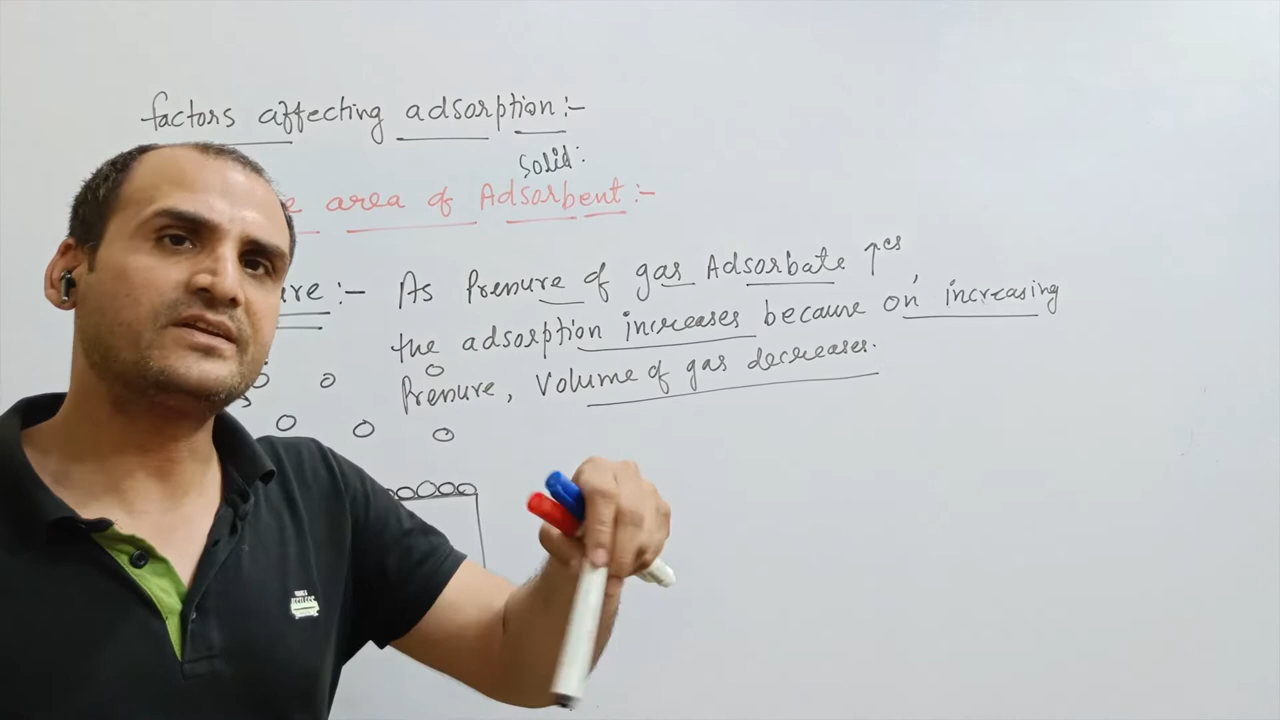 factors affecting adsorption:-
Solid:
area of Adsorbent:-
:- As Pressure of gas Adsorbate ↑es,
the adsorption increases because on increasing
Pressure, Volume of gas decreases.